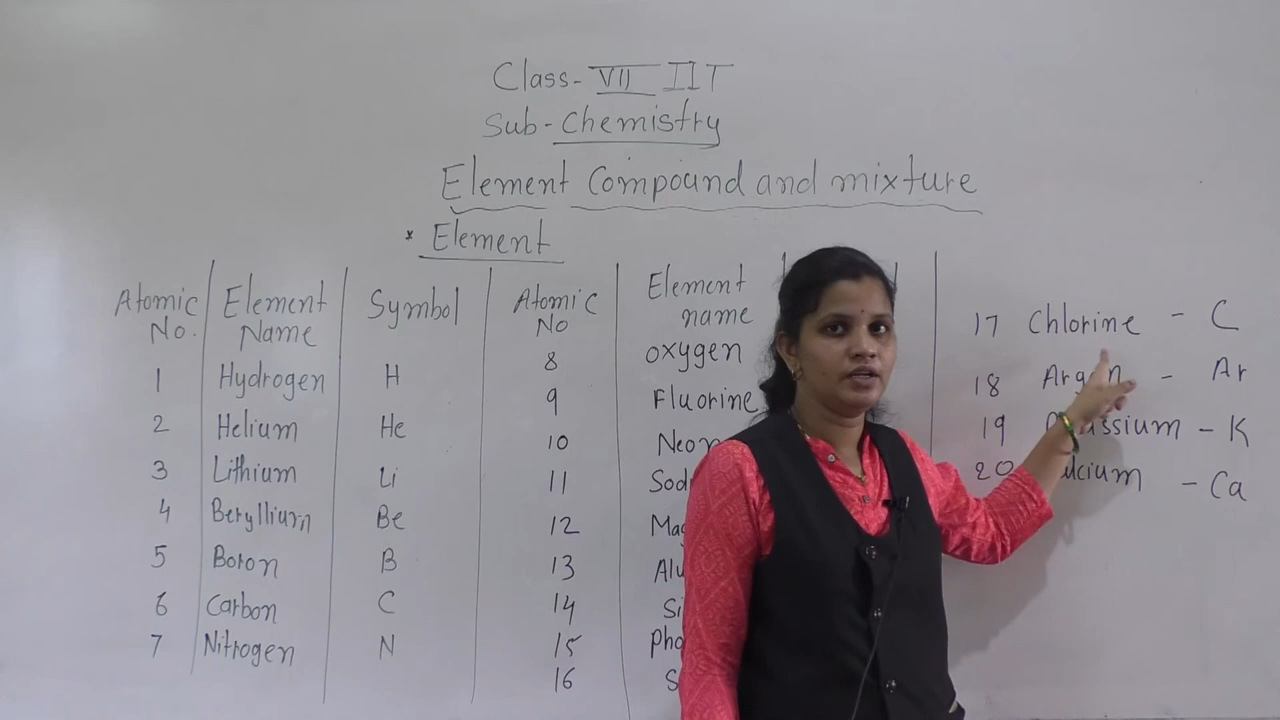 Class- VII IIT
Sub- Chemistry
Element Compound and mixture
* Element
Atomic No. Element Name Symbol
1 Hydrogen H
2 Helium He
3 Lithium Li
4 Beryllium Be
5 Boron B
6 Carbon C
7 Nitrogen N
Atomic No Element name
8 oxygen
9 Fluorine
10 Neon
11
12
13
14
15
16
17 Chlorine - C
18 Argon - Ar
19 - K
20 - Ca